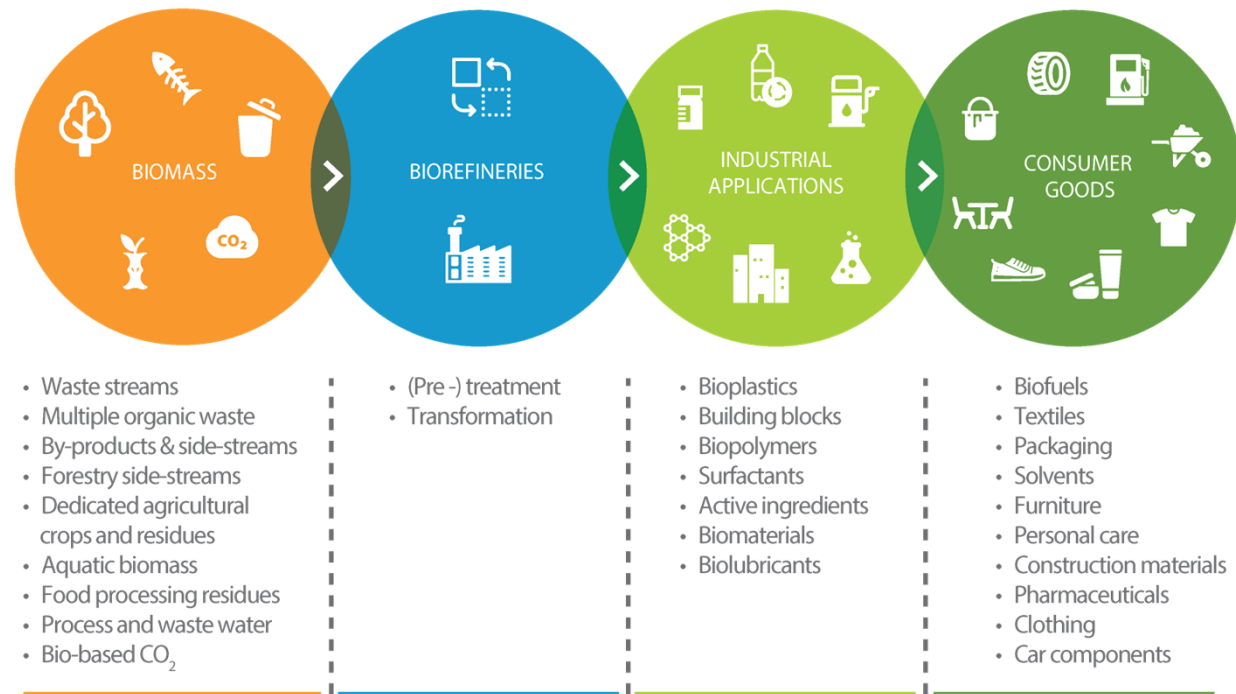 BIOMASS
CO₂
BIOREFINERIES
INDUSTRIAL
APPLICATIONS
CONSUMER
GOODS
• Waste streams
• Multiple organic waste
• By-products & side-streams
• Forestry side-streams
• Dedicated agricultural
crops and residues
• Aquatic biomass
• Food processing residues
• Process and waste water
• Bio-based CO₂
• (Pre -) treatment
• Transformation
• Bioplastics
• Building blocks
• Biopolymers
• Surfactants
• Active ingredients
• Biomaterials
• Biolubricants
• Biofuels
• Textiles
• Packaging
• Solvents
• Furniture
• Personal care
• Construction materials
• Pharmaceuticals
• Clothing
• Car components